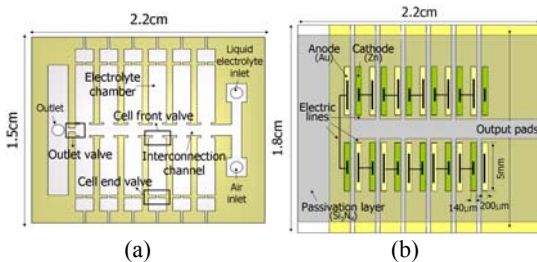 2.2cm
1.5cm
Liquid
electrolyte
inlet
Electrolyte
chamber
Cell front valve
Outlet
Outlet valve
Interconnection
channel
Cell end valve
Air
inlet
(a)
2.2cm
1.8cm
Anode
(Au)
Cathode
(Zn)
Electric
lines
Output pads
5mm
Passivation layer
(Si3N4)
140μm
200μm
(b)